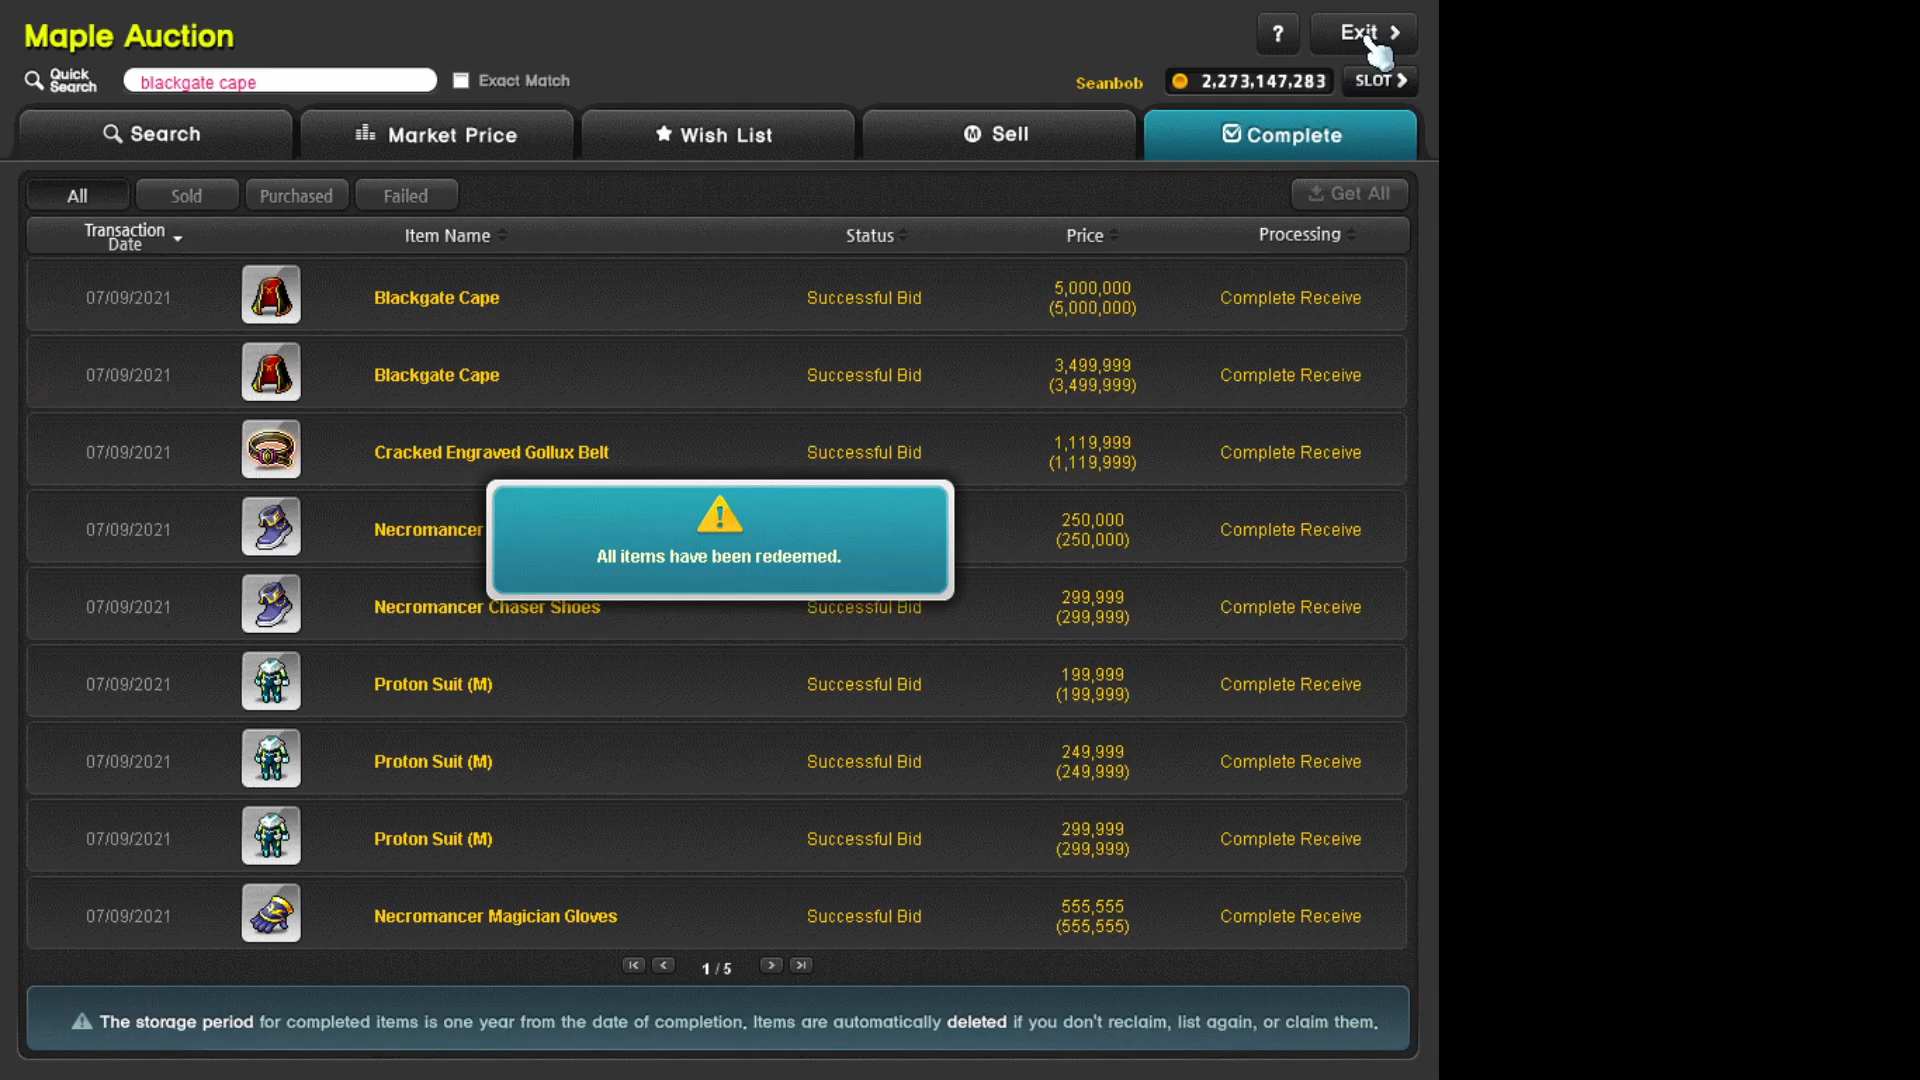 Maple Auction
?
Exit
Quick Search
blackgate cape
Exact Match
Seanbob
2,273,147,283
SLOT
Search
Market Price
Wish List
Sell
Complete
All
Sold
Purchased
Failed
Get All
Transaction Date
Item Name
Status
Price
Processing
07/09/2021
Blackgate Cape
Successful Bid
5,000,000
(5,000,000)
Complete Receive
07/09/2021
Blackgate Cape
Successful Bid
3,499,999
(3,499,999)
Complete Receive
07/09/2021
Cracked Engraved Gollux Belt
Successful Bid
1,119,999
(1,119,999)
Complete Receive
07/09/2021
Necromancer
250,000
(250,000)
Complete Receive
All items have been redeemed.
07/09/2021
Necromancer Chaser Shoes
Successful Bid
299,999
(299,999)
Complete Receive
07/09/2021
Proton Suit (M)
Successful Bid
199,999
(199,999)
Complete Receive
07/09/2021
Proton Suit (M)
Successful Bid
249,999
(249,999)
Complete Receive
07/09/2021
Proton Suit (M)
Successful Bid
299,999
(299,999)
Complete Receive
07/09/2021
Necromancer Magician Gloves
Successful Bid
555,555
(555,555)
Complete Receive
1 / 5
The storage period for completed items is one year from the date of completion. Items are automatically deleted if you don't reclaim, list again, or claim them.